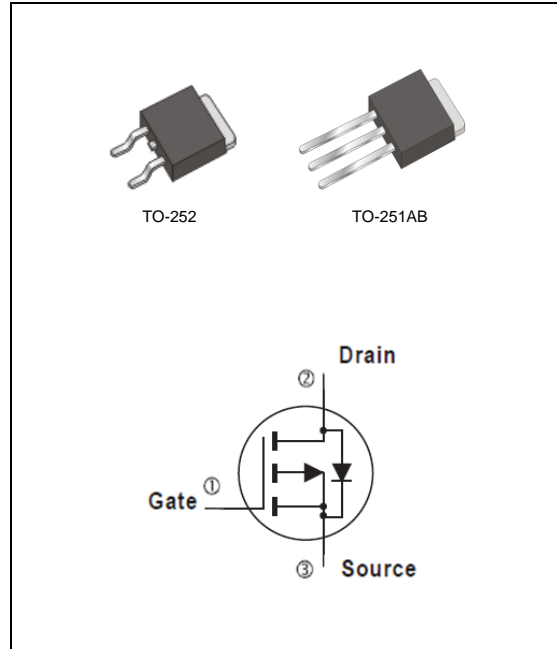 TO-252
TO-251AB
Drain
②
Gate ①
③ Source